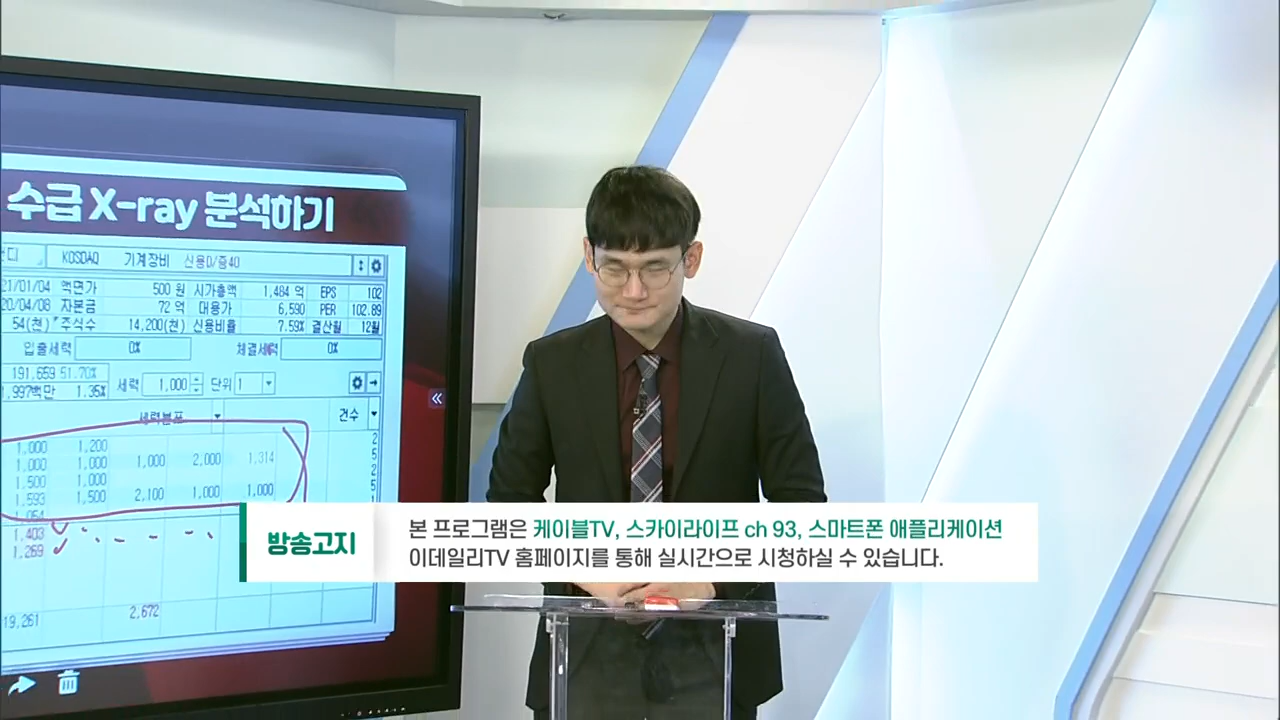 수급 X-ray 분석하기
KOSDAQ 기계장비 신용0/증40
21/01/04 액면가 500 원 시가총액 1,484 억 EPS 102
20/04/08 자본금 72 억 대용가 6,590 PER 102.89
54(천) 주식수 14,200(천) 신용비율 7.59% 결산월 12월
입출세력 0% 체결세력 0%
191,659 51.70%
,997백만 1.35% 세력 1,000 단위 1
세력분포 건수
1,000 1,200 2
1,000 1,000 1,000 2,000 1,314 5
1,500 1,000 2
1,593 1,500 2,100 1,000 1,000 5
1,054
1,403
1,269
19,261 2,672
방송고지
본 프로그램은 케이블TV, 스카이라이프 ch 93, 스마트폰 애플리케이션
이데일리TV 홈페이지를 통해 실시간으로 시청하실 수 있습니다.